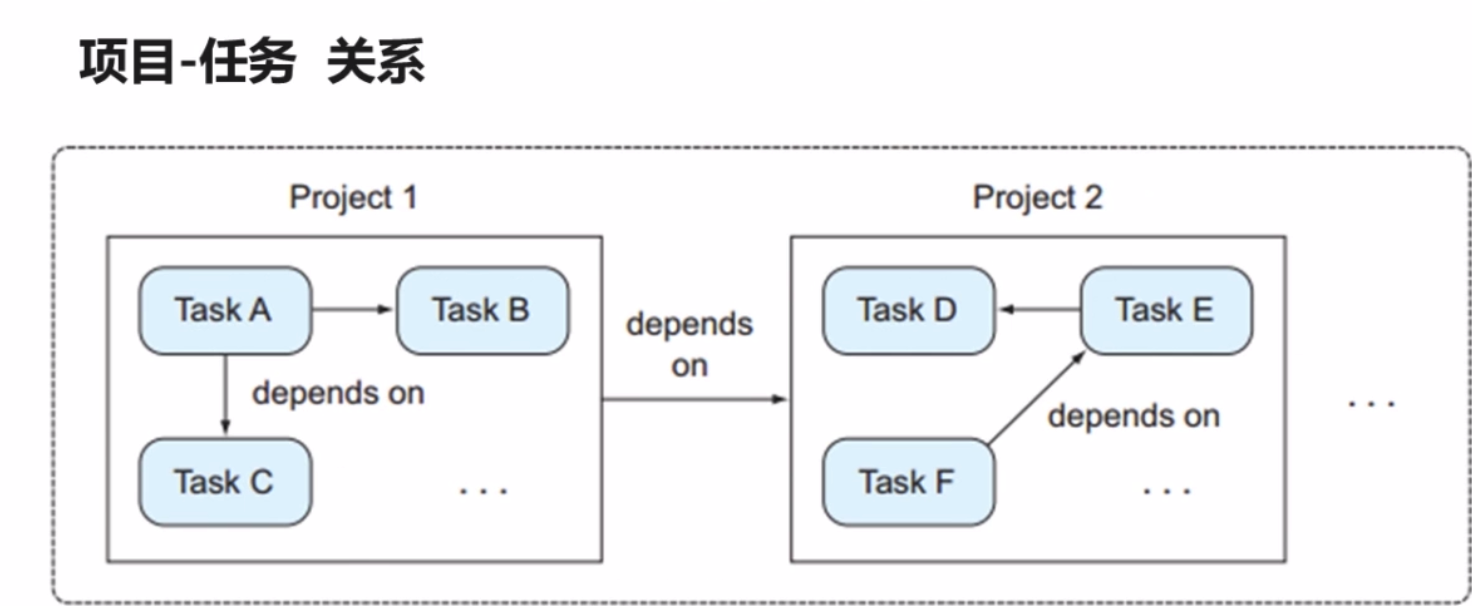 项目-任务 关系
Project 1
Project 2
Task A
Task B
depends on
Task C
. . .
depends
on
Task D
Task E
depends on
Task F
. . .
. . .